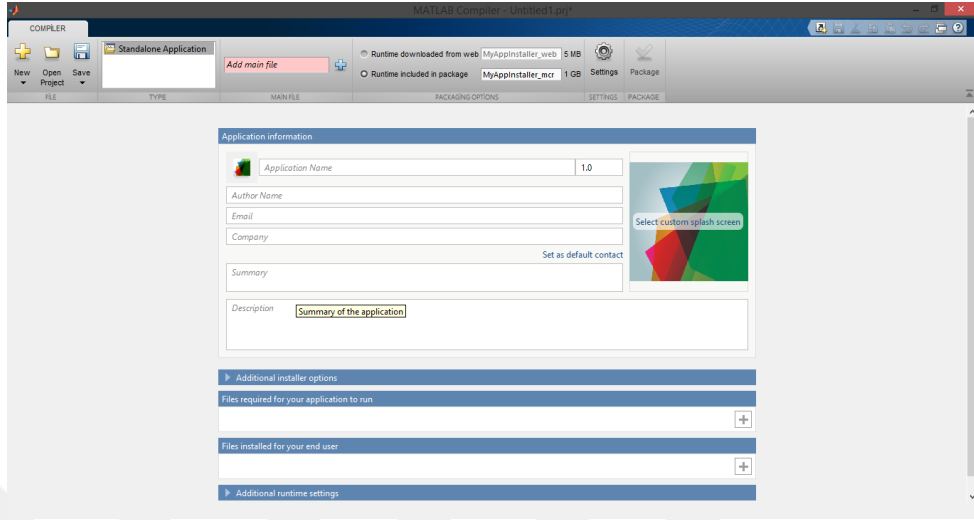 MATLAB Compiler - Untitled1.prj*
COMPILER
New
Open Project
Save
FILE
Standalone Application
TYPE
Add main file
MAIN FILE
Runtime downloaded from web MyAppInstaller_web 5 MB
Runtime included in package MyAppInstaller_mcr 1 GB
PACKAGING OPTIONS
Settings
SETTINGS
Package
PACKAGE
Application information
Application Name 1.0
Author Name
Email
Company
Select custom splash screen
Set as default contact
Summary
Description
Summary of the application
Additional installer options
Files required for your application to run
Files installed for your end user
Additional runtime settings